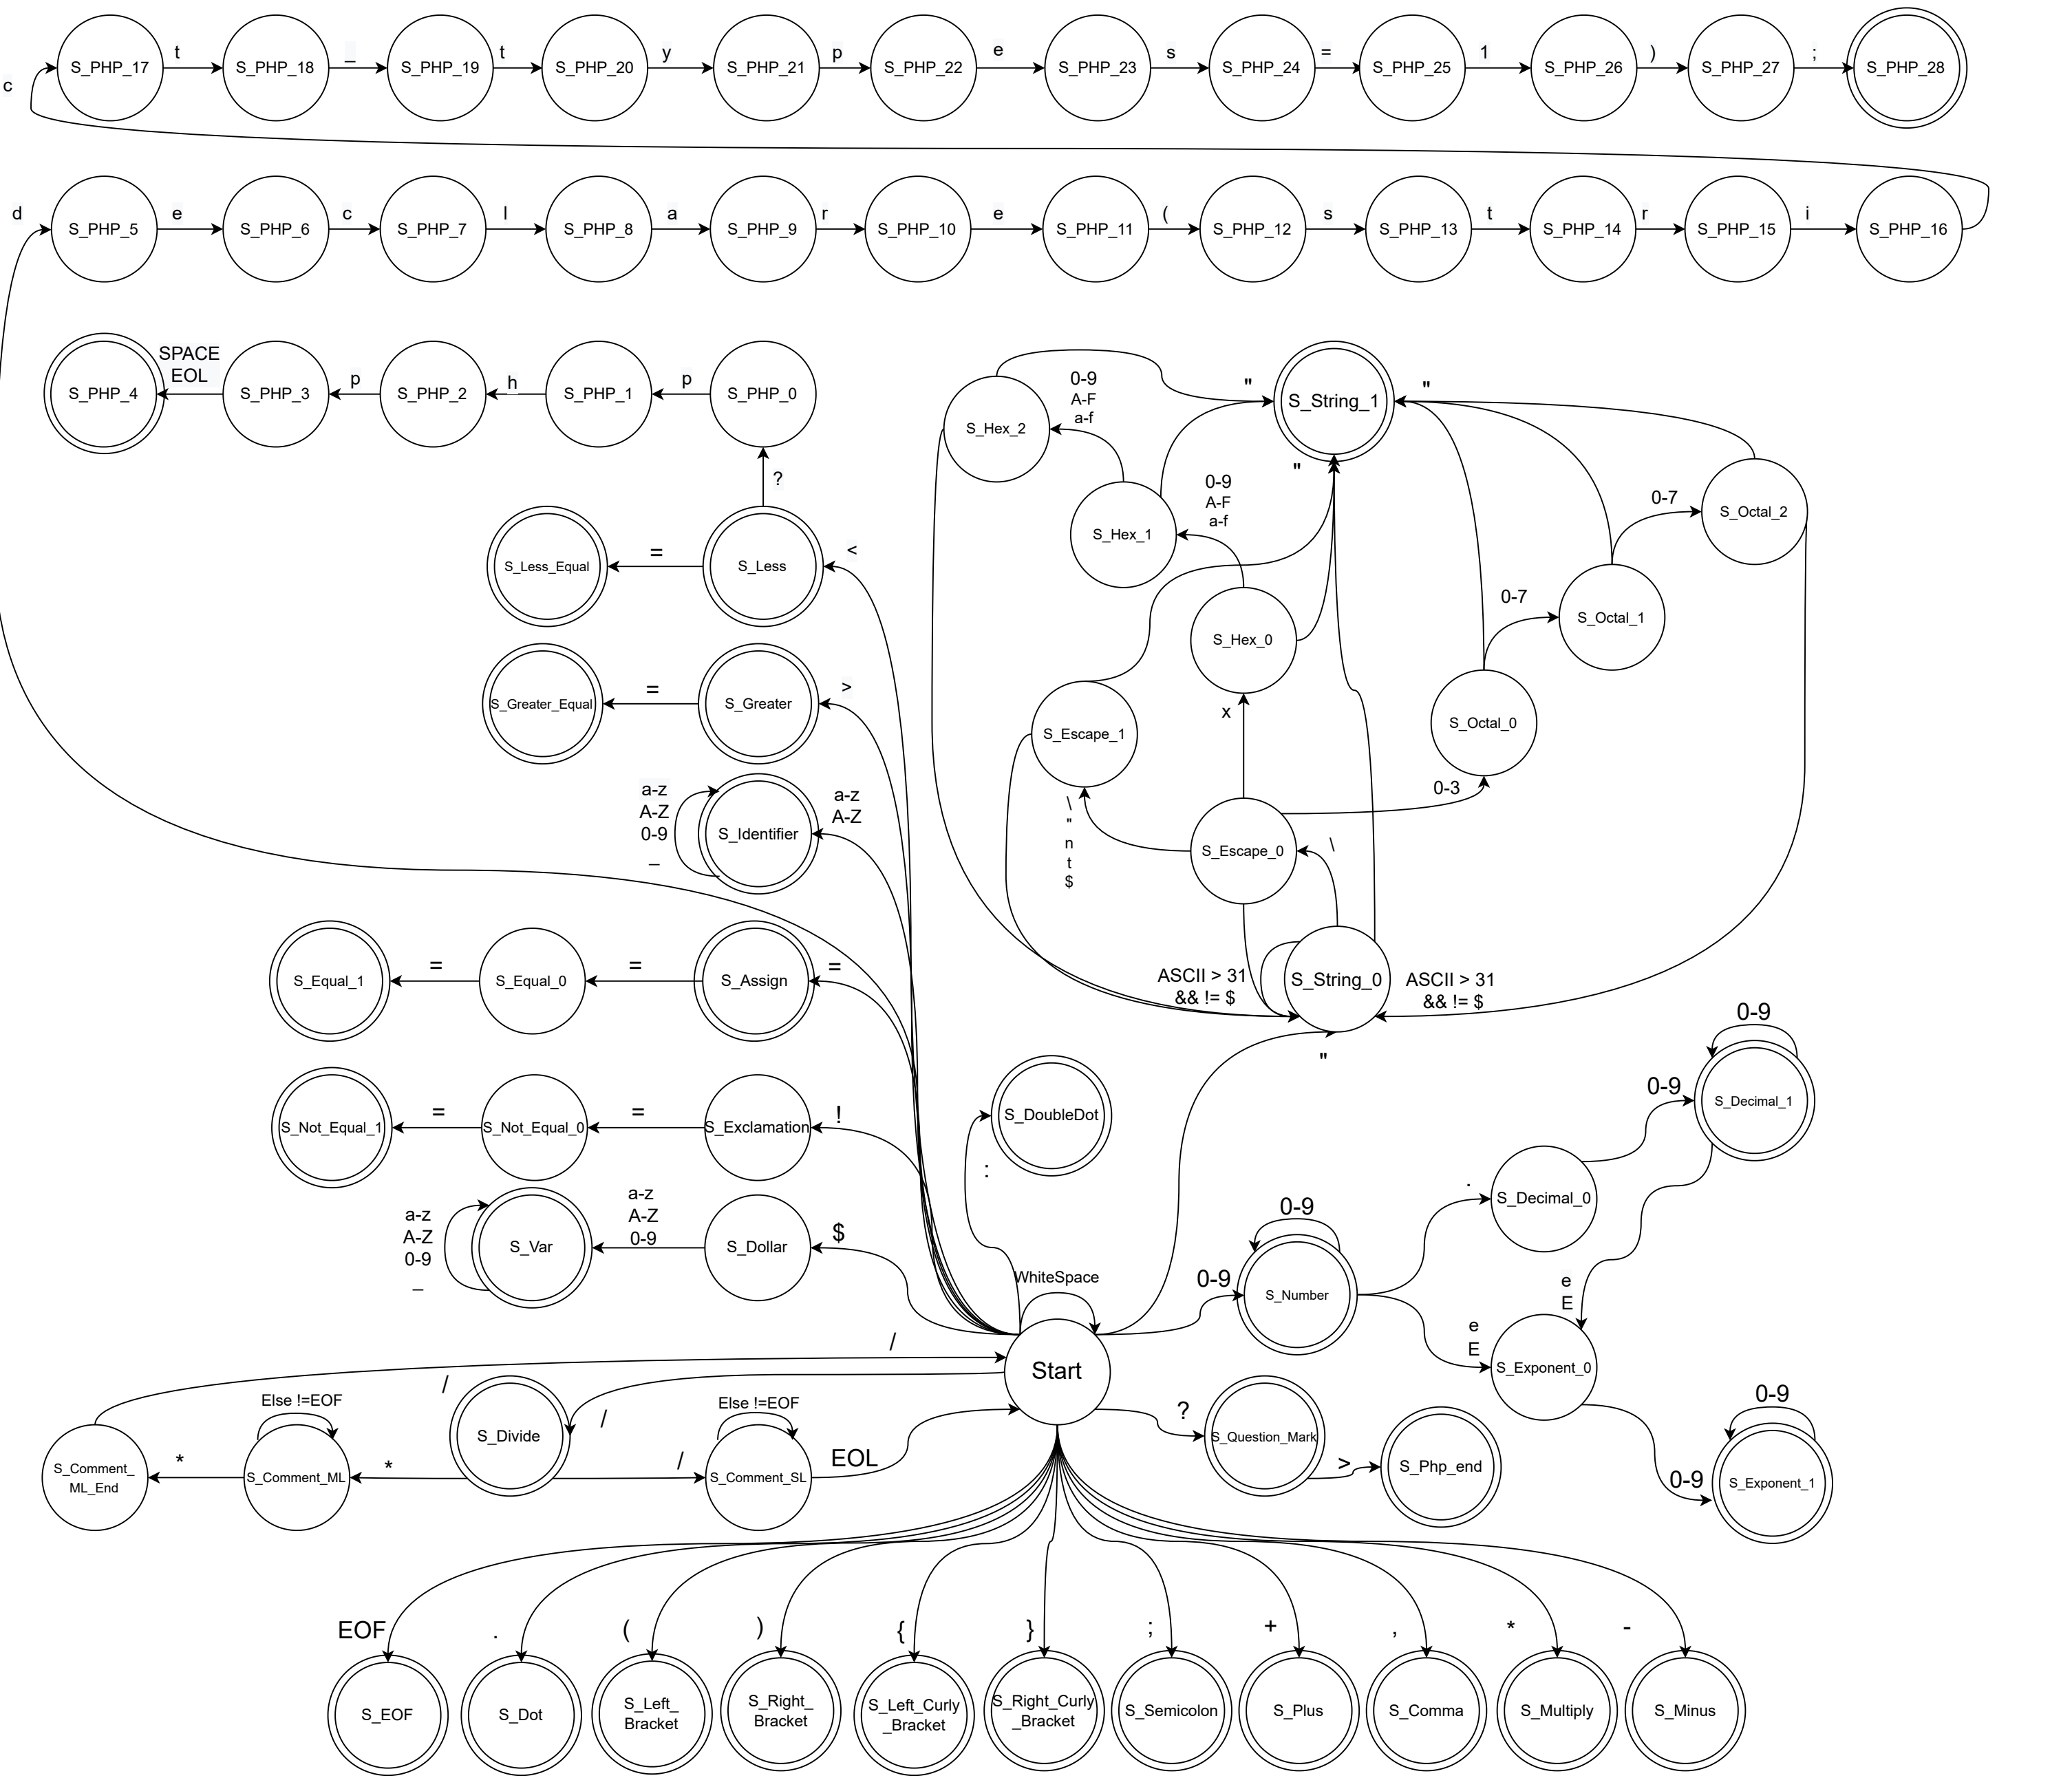 t _ t y p e s = 1 ) ;
S_PHP_17 S_PHP_18 S_PHP_19 S_PHP_20 S_PHP_21 S_PHP_22 S_PHP_23 S_PHP_24 S_PHP_25 S_PHP_26 S_PHP_27 S_PHP_28
c
d e c l a r e ( s t r i
S_PHP_5 S_PHP_6 S_PHP_7 S_PHP_8 S_PHP_9 S_PHP_10 S_PHP_11 S_PHP_12 S_PHP_13 S_PHP_14 S_PHP_15 S_PHP_16
SPACE
EOL
p h p
S_PHP_4 S_PHP_3 S_PHP_2 S_PHP_1 S_PHP_0
?
S_Less_Equal = S_Less <
S_Greater_Equal = S_Greater >
a-z
A-Z
0-9
_
S_Identifier
a-z
A-Z
S_Equal_1 = S_Equal_0 = S_Assign =
S_Not_Equal_1 = S_Not_Equal_0 = S_Exclamation !
a-z
A-Z
0-9
_
S_Var
a-z
A-Z
0-9
S_Dollar $
S_Hex_2
0-9
A-F
a-f
"
S_String_1
"
"
S_Hex_1
0-9
A-F
a-f
S_Hex_0
x
S_Octal_2
0-7
S_Octal_1
0-7
S_Octal_0
0-3
S_Escape_1
\
"
n
t
$
S_Escape_0
\
ASCII > 31
&& != $
S_String_0
ASCII > 31
&& != $
"
S_DoubleDot
:
WhiteSpace
Start
0-9
S_Number
0-9
.
S_Decimal_0
0-9
S_Decimal_1
0-9
e
E
e
E
S_Exponent_0
0-9
S_Exponent_1
0-9
/
/
/
S_Comment_
ML_End
*
Else !=EOF
S_Comment_ML
*
S_Divide
/
Else !=EOF
S_Comment_SL
EOL
?
S_Question_Mark
>
S_Php_end
EOF . ( ) { } ; + , * -
S_EOF
S_Dot
S_Left_
Bracket
S_Right_
Bracket
S_Left_Curly
_Bracket
S_Right_Curly
_Bracket
S_Semicolon
S_Plus
S_Comma
S_Multiply
S_Minus